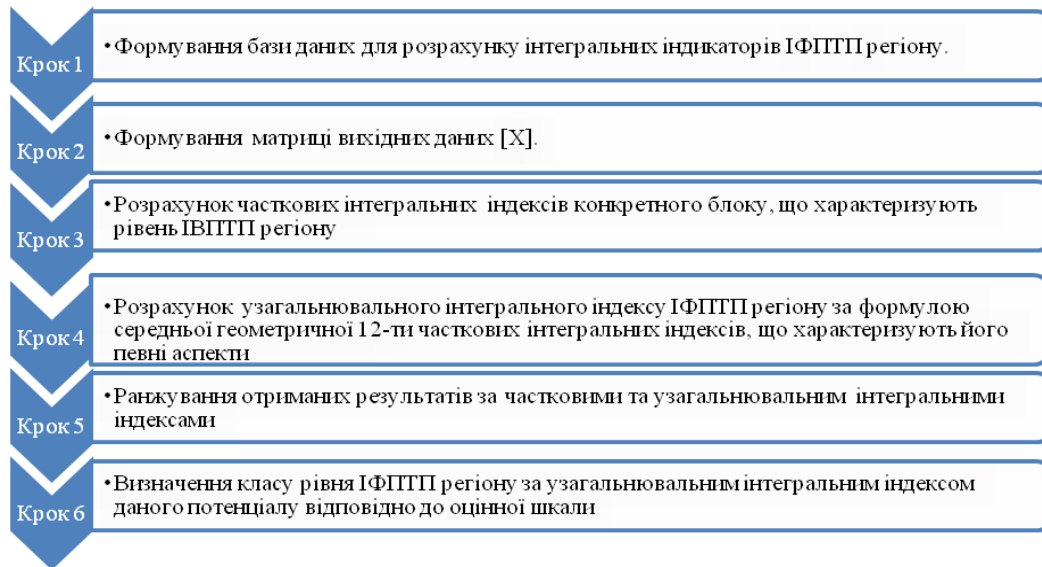 Крок 1
•Формування бази даних для розрахунку інтегральних індикаторів ІФПТП регіону.
Крок 2
•Формування матриці вихідних даних [X].
Крок 3
•Розрахунок часткових інтегральних індексів конкретного блоку, що характеризують
рівень ІВПТП регіону
Крок 4
•Розрахунок узагальнювального інтегрального індексу ІФПТП регіону за формулою
середньої геометричної 12-ти часткових інтегральних індексів, що характеризують його
певні аспекти
Крок 5
•Ранжування отриманих результатів за частковими та узагальнювальним інтегральними
індексами
Крок 6
•Визначення класу рівня ІФПТП регіону за узагальнювальним інтегральним індексом
даного потенціалу відповідно до оцінної шкали